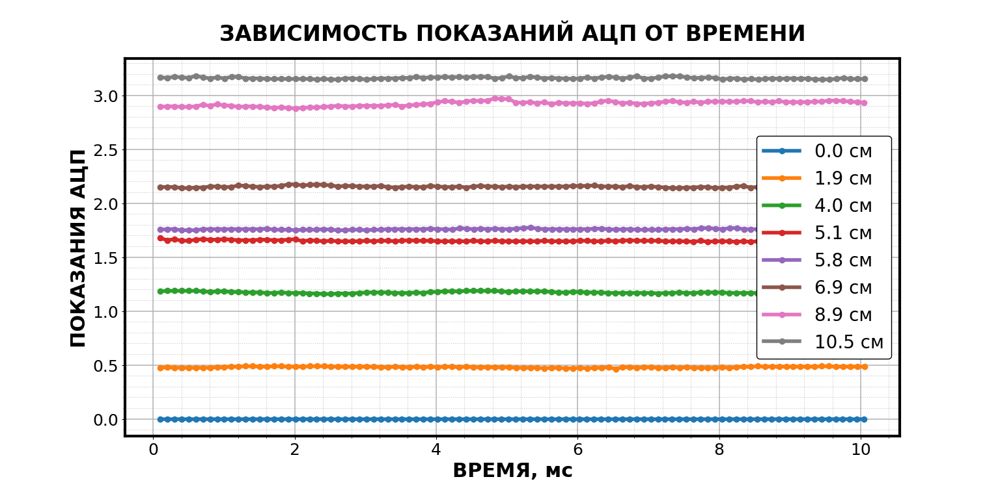 ЗАВИСИМОСТЬ ПОКАЗАНИЙ АЦП ОТ ВРЕМЕНИ
ПОКАЗАНИЯ АЦП
3.0
2.5
2.0
1.5
1.0
0.5
0.0
0.0 см
1.9 см
4.0 см
5.1 см
5.8 см
6.9 см
8.9 см
10.5 см
0 2 4 6 8 10
ВРЕМЯ, мс